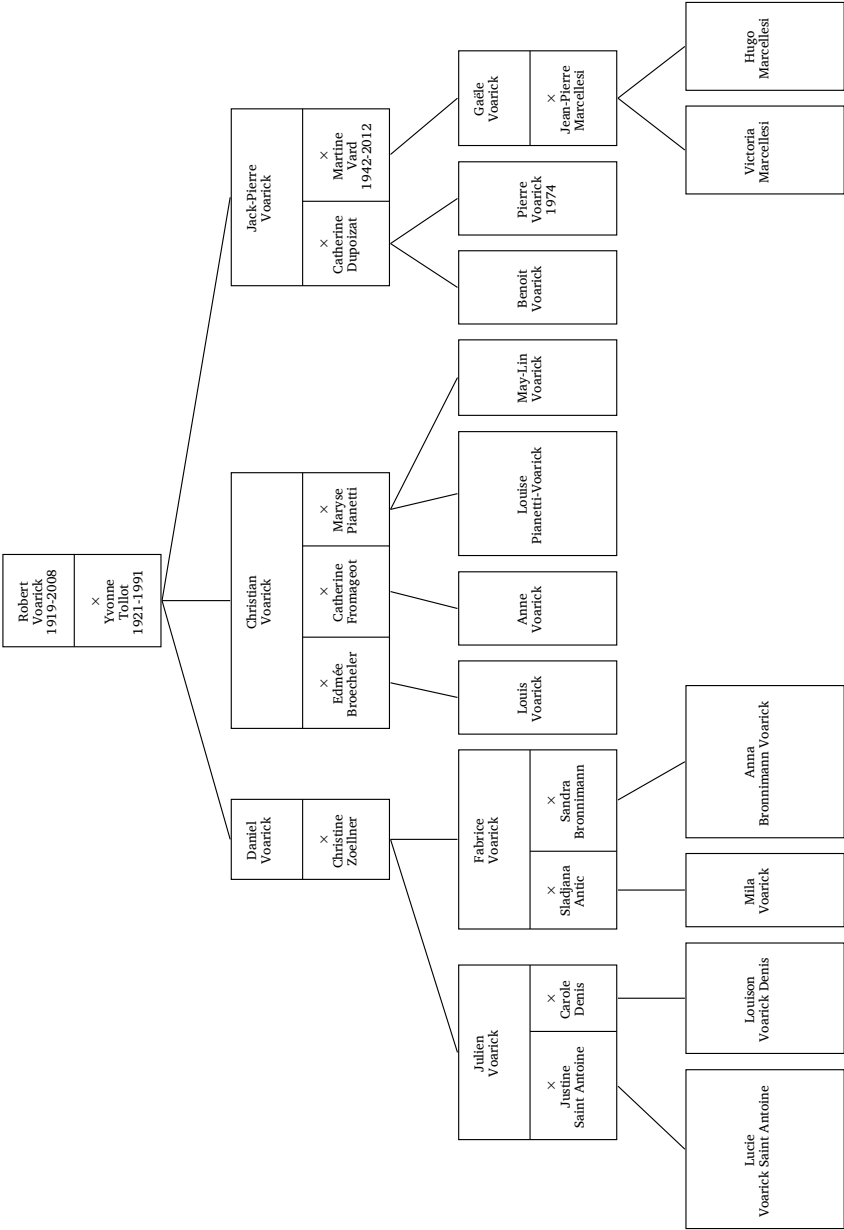 Robert
Voarick
1919-2008
×
Yvonne
Tollot
1921-1991
Daniel
Voarick
×
Christine
Zoellner
Christian
Voarick
×
Edmée
Broecheler
×
Catherine
Fromageot
×
Maryse
Pianetti
Jack-Pierre
Voarick
×
Catherine
Dupoizat
×
Martine
Vard
1942-2012
Julien
Voarick
×
Justine
Saint Antoine
×
Carole
Denis
Fabrice
Voarick
×
Sladjana
Antic
×
Sandra
Bronnimann
Louis
Voarick
Anne
Voarick
Louise
Pianetti-Voarick
May-Lin
Voarick
Benoit
Voarick
Pierre
Voarick
1974
Gaële
Voarick
×
Jean-Pierre
Marcellesi
Lucie
Voarick Saint Antoine
Louison
Voarick Denis
Mila
Voarick
Anna
Bronnimann Voarick
Victoria
Marcellesi
Hugo
Marcellesi